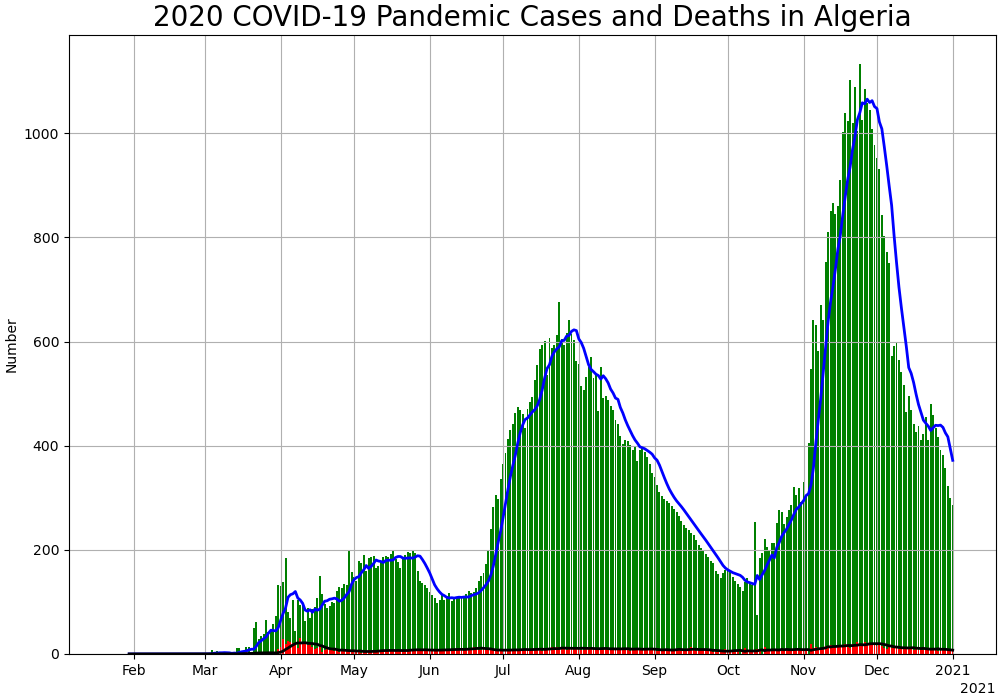 2020 COVID-19 Pandemic Cases and Deaths in Algeria
Number
1000
800
600
400
200
0
Feb Mar Apr May Jun Jul Aug Sep Oct Nov Dec 2021
2021